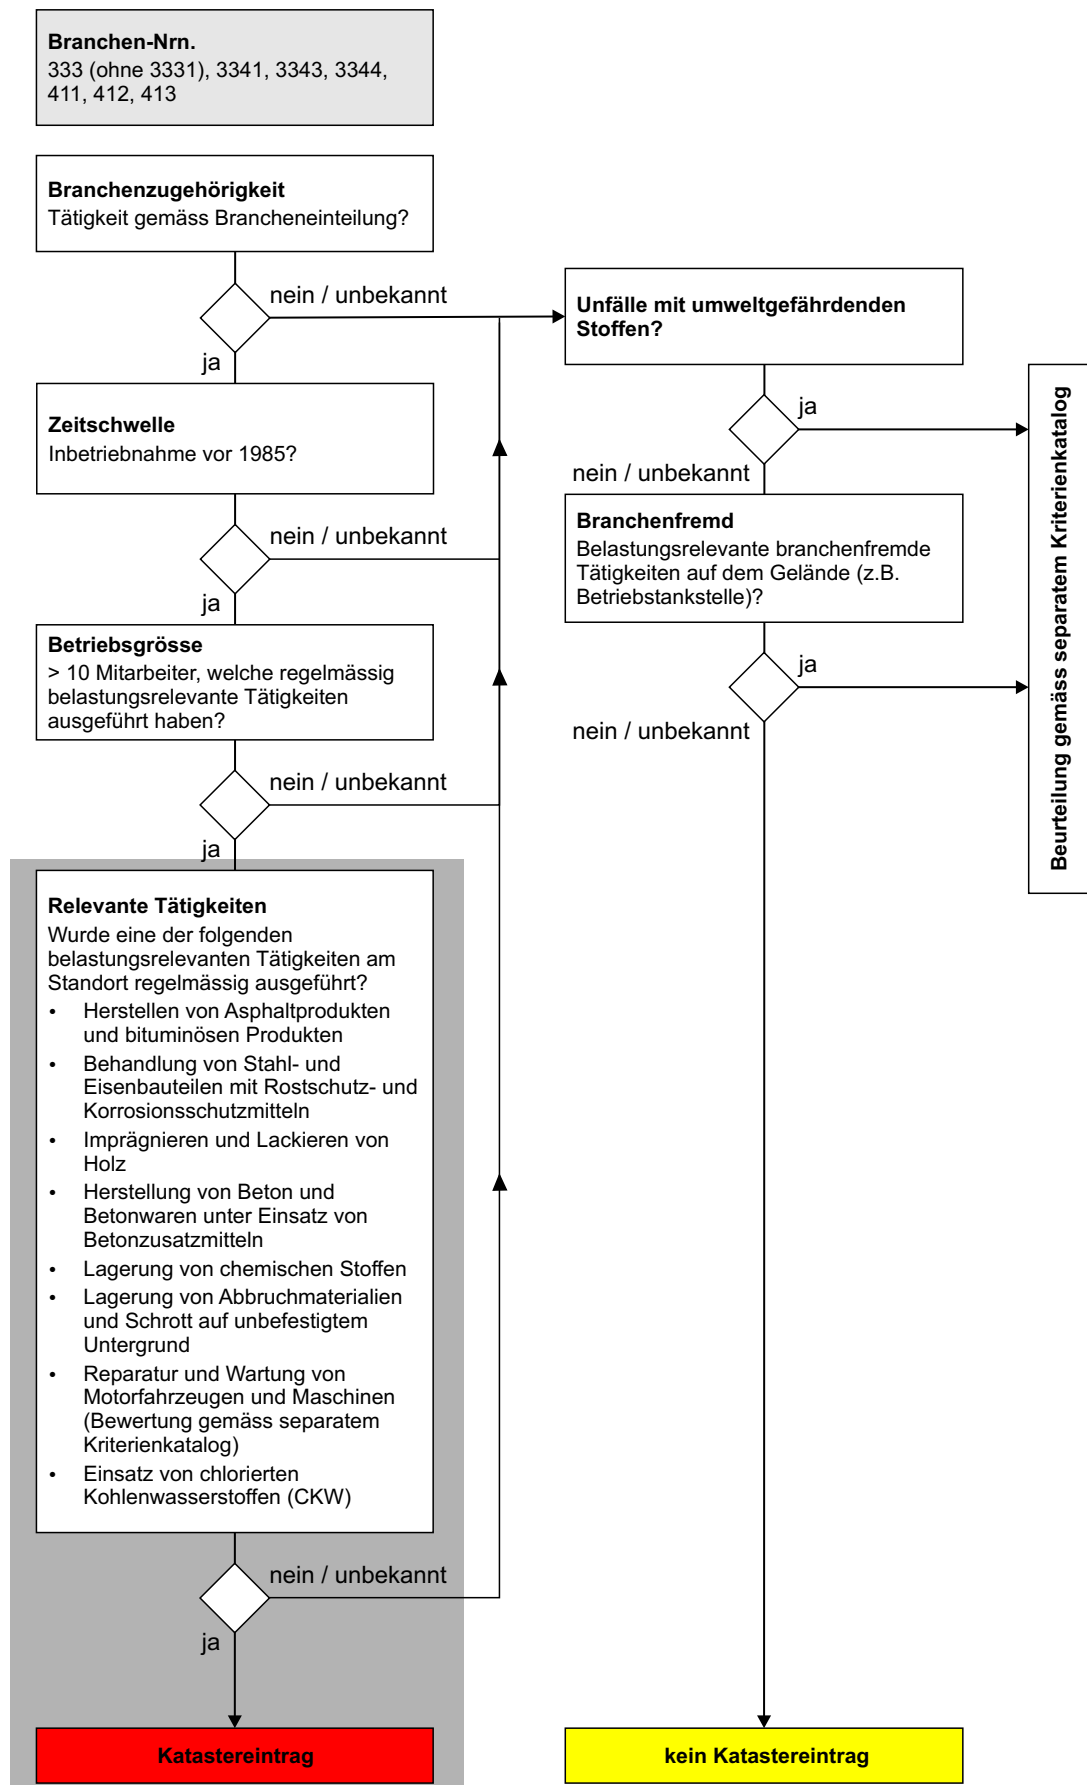 Branchen-Nrn.
333 (ohne 3331), 3341, 3343, 3344,
411, 412, 413
Branchenzugehörigkeit
Tätigkeit gemäss Brancheneinteilung?
nein / unbekannt
ja
Zeitschwelle
Inbetriebnahme vor 1985?
nein / unbekannt
ja
Betriebsgrösse
> 10 Mitarbeiter, welche regelmässig
belastungsrelevante Tätigkeiten
ausgeführt haben?
nein / unbekannt
ja
Relevante Tätigkeiten
Wurde eine der folgenden
belastungsrelevanten Tätigkeiten am
Standort regelmässig ausgeführt?
• Herstellen von Asphaltprodukten
und bituminösen Produkten
• Behandlung von Stahl- und
Eisenbauteilen mit Rostschutz- und
Korrosionsschutzmitteln
• Imprägnieren und Lackieren von
Holz
• Herstellung von Beton und
Betonwaren unter Einsatz von
Betonzusatzmitteln
• Lagerung von chemischen Stoffen
• Lagerung von Abbruchmaterialien
und Schrott auf unbefestigtem
Untergrund
• Reparatur und Wartung von
Motorfahrzeugen und Maschinen
(Bewertung gemäss separatem
Kriterienkatalog)
• Einsatz von chlorierten
Kohlenwasserstoffen (CKW)
nein / unbekannt
ja
Katastereintrag
Unfälle mit umweltgefährdenden
Stoffen?
ja
nein / unbekannt
Branchenfremd
Belastungsrelevante branchenfremde
Tätigkeiten auf dem Gelände (z.B.
Betriebstankstelle)?
ja
nein / unbekannt
kein Katastereintrag
Beurteilung gemäss separatem Kriterienkatalog